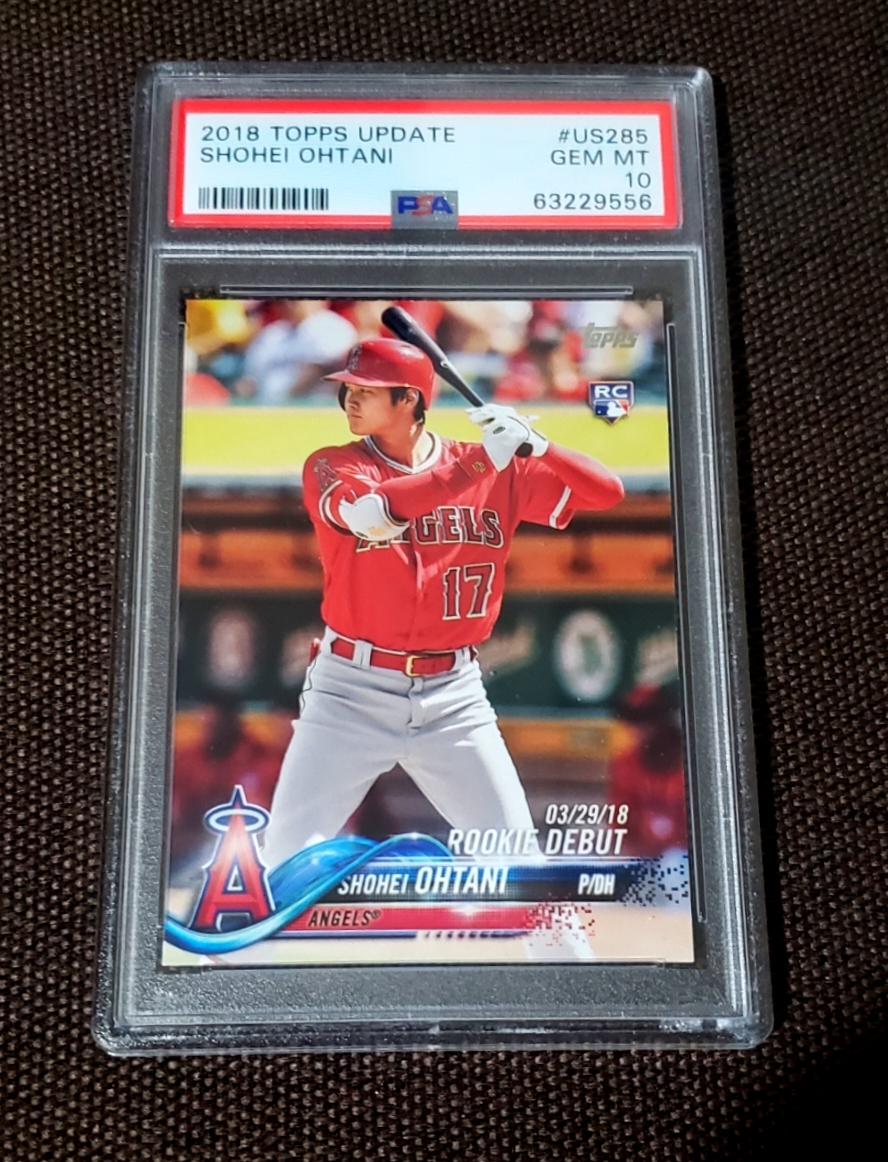 2018 TOPPS UPDATE #US285
SHOHEI OHTANI GEM MT
10
PSA 63229556
Topps
RC
ANGELS
17
03/29/18
ROOKIE DEBUT
SHOHEI OHTANI P/DH
ANGELS®